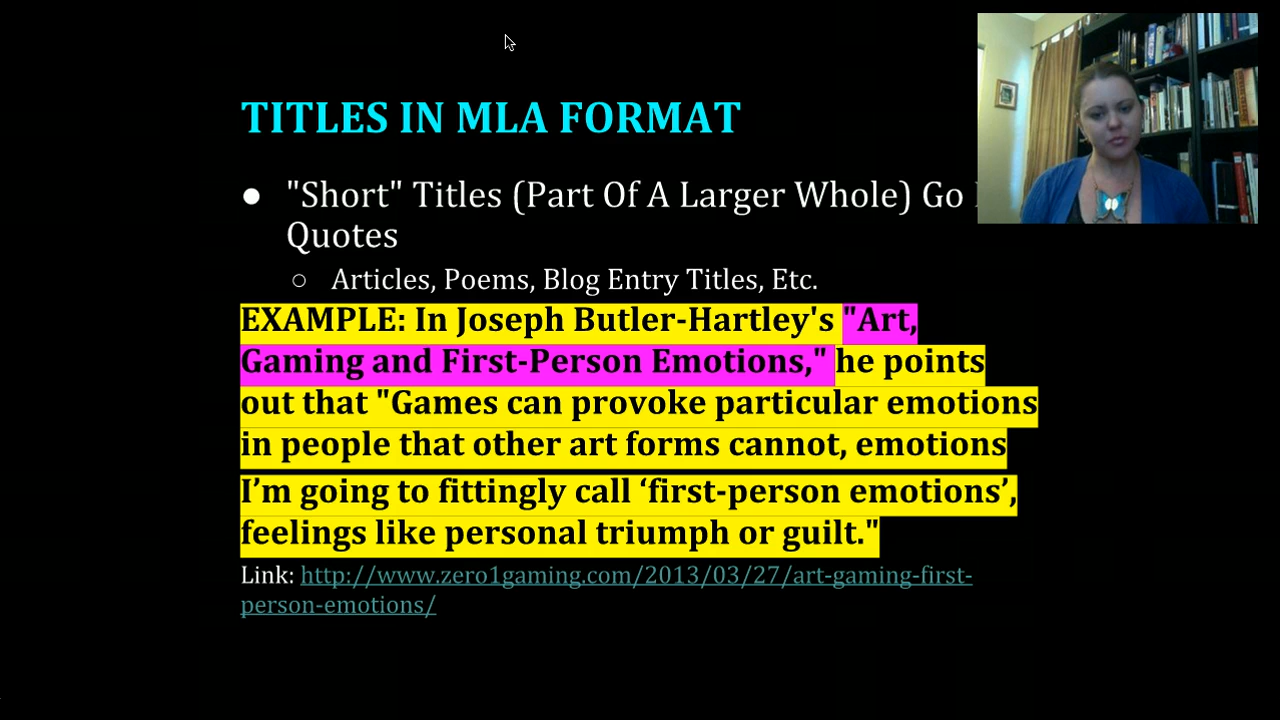 TITLES IN MLA FORMAT
● "Short" Titles (Part Of A Larger Whole) Go
Quotes
○ Articles, Poems, Blog Entry Titles, Etc.
EXAMPLE: In Joseph Butler-Hartley's "Art,
Gaming and First-Person Emotions," he points
out that "Games can provoke particular emotions
in people that other art forms cannot, emotions
I’m going to fittingly call ‘first-person emotions’,
feelings like personal triumph or guilt."
Link: http://www.zero1gaming.com/2013/03/27/art-gaming-first-
person-emotions/